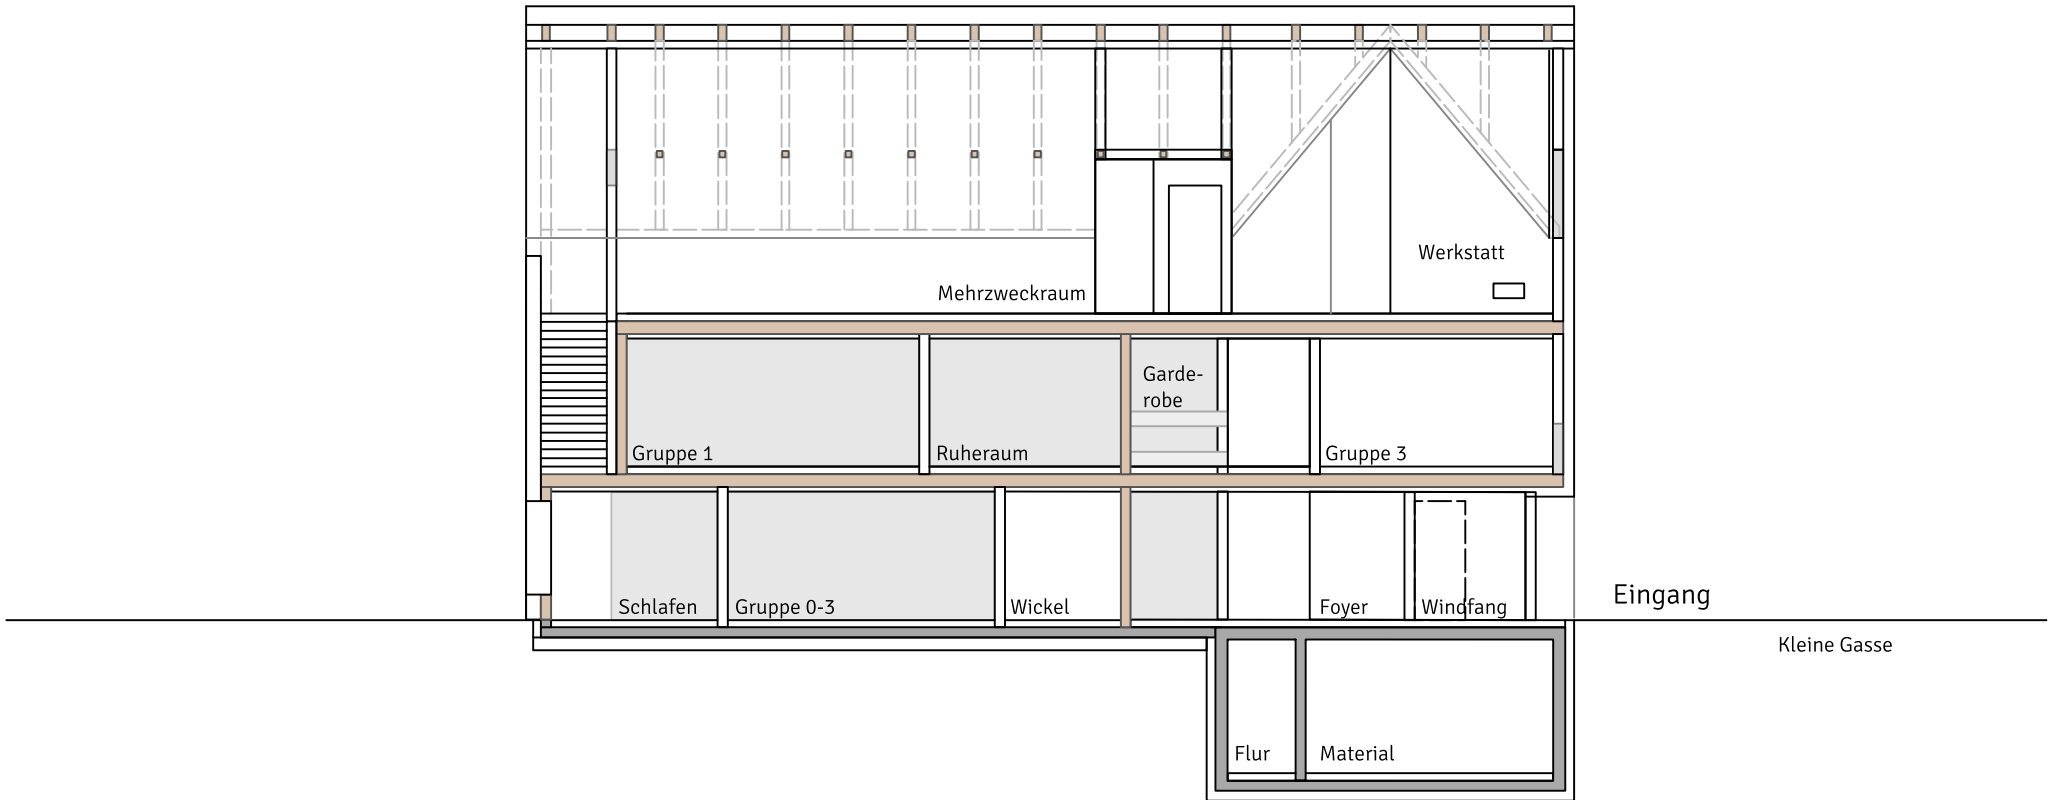 Werkstatt
Mehrzweckraum
Garde-
robe
Gruppe 1
Ruheraum
Gruppe 3
Schlafen
Gruppe 0-3
Wickel
Foyer
Windfang
Eingang
Kleine Gasse
Flur
Material